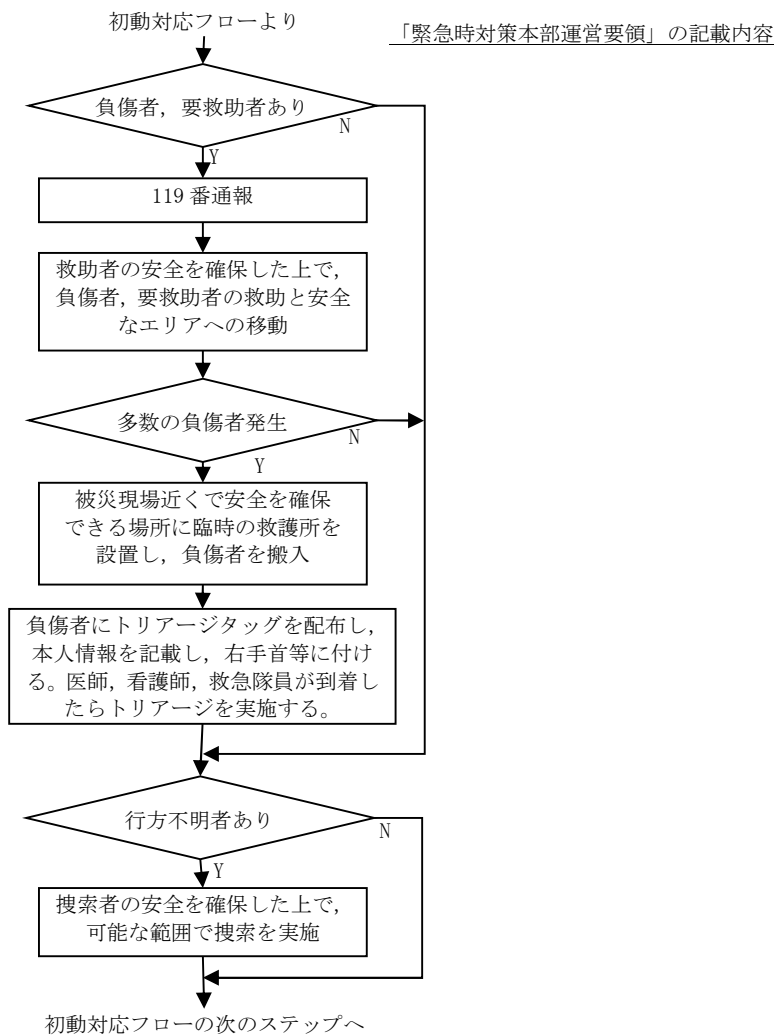 初動対応フローより
「緊急時対策本部運営要領」の記載内容
負傷者，要救助者あり
N
Y
119 番通報
救助者の安全を確保した上で，
負傷者，要救助者の救助と安全
なエリアへの移動
多数の負傷者発生
N
Y
被災現場近くで安全を確保
できる場所に臨時の救護所を
設置し，負傷者を搬入
負傷者にトリアージタッグを配布し，
本人情報を記載し，右手首等に付け
る。医師，看護師，救急隊員が到着し
たらトリアージを実施する。
行方不明者あり
N
Y
捜索者の安全を確保した上で，
可能な範囲で捜索を実施
初動対応フローの次のステップへ